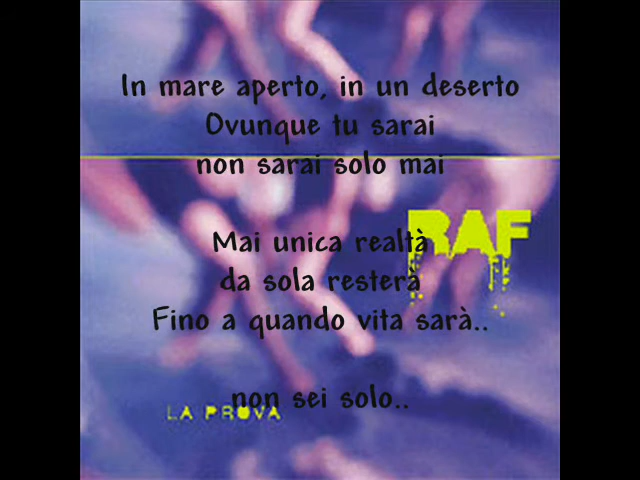 In mare aperto, in un deserto
Ovunque tu sarai
non sarai solo mai
RAF
Mai unica realtà
da sola resterà
Fino a quando vita sarà..
non sei solo..
LA PROVA